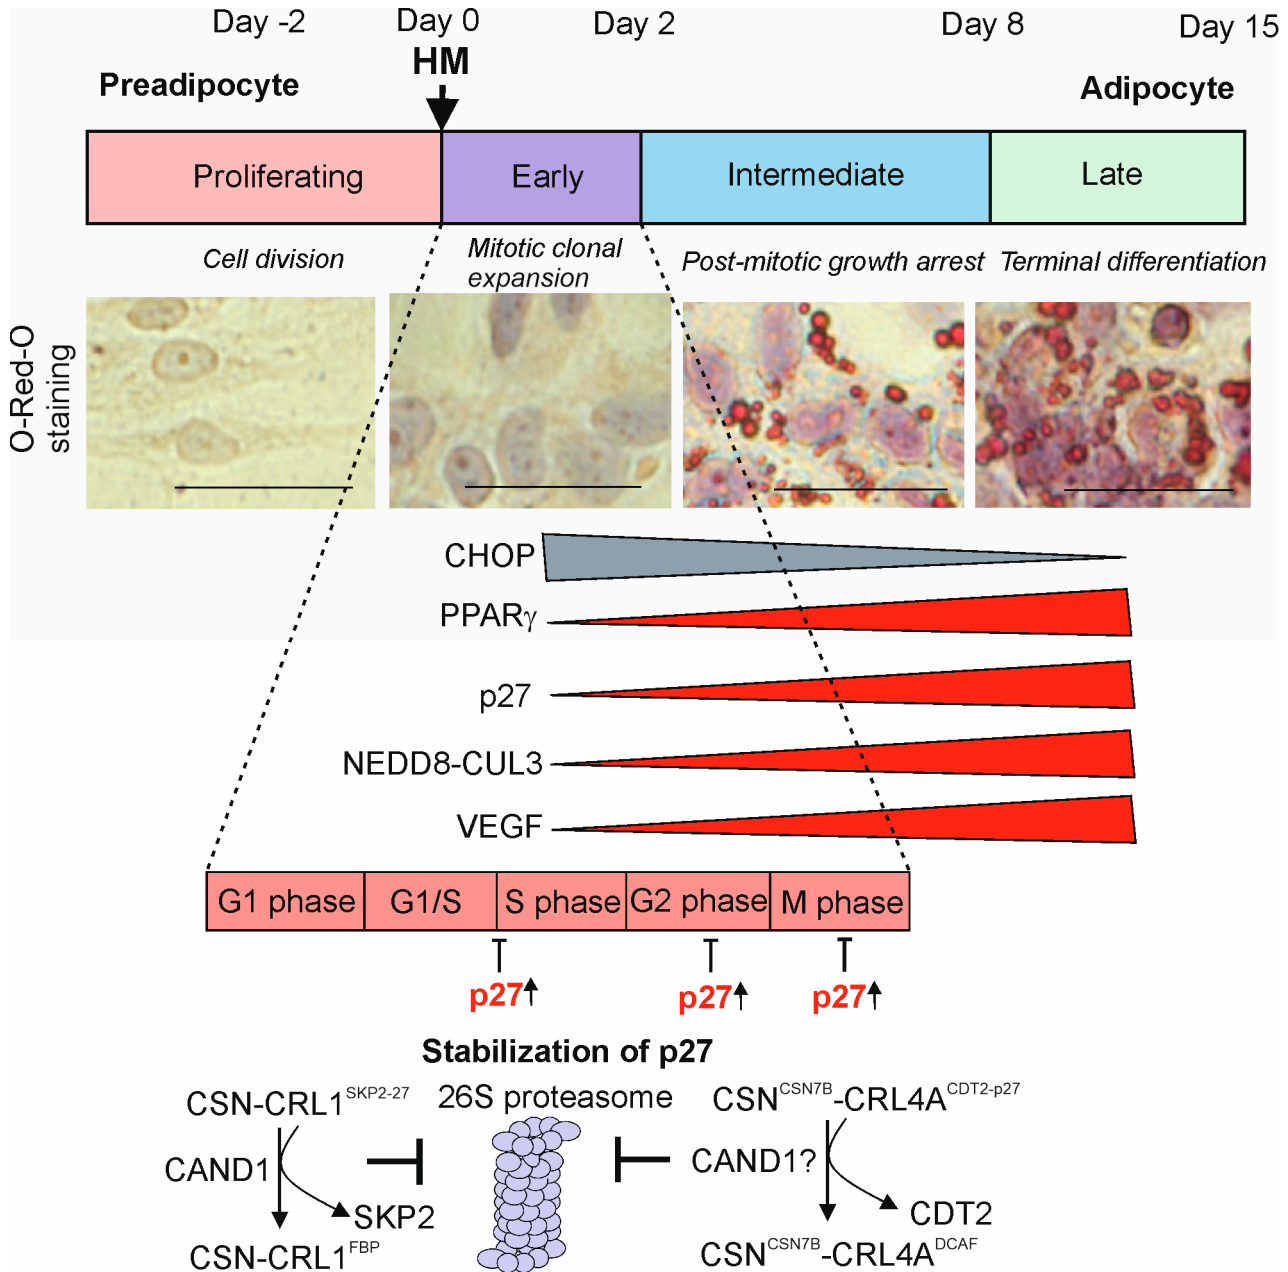 Day -2
Day 0
Day 2
Day 8
Day 15
HM
Preadipocyte
Adipocyte
Proliferating
Early
Intermediate
Late
Cell division
Mitotic clonal
expansion
Post-mitotic growth arrest
Terminal differentiation
O-Red-O
staining
CHOP
PPARγ
p27
NEDD8-CUL3
VEGF
G1 phase
G1/S
S phase
G2 phase
M phase
p27
p27
p27
Stabilization of p27
CSN-CRL1SKP2-27
CAND1
SKP2
CSN-CRL1FBP
26S proteasome
CSNCSN7B-CRL4ACDT2-p27
CAND1?
CDT2
CSNCSN7B-CRL4ADCAF